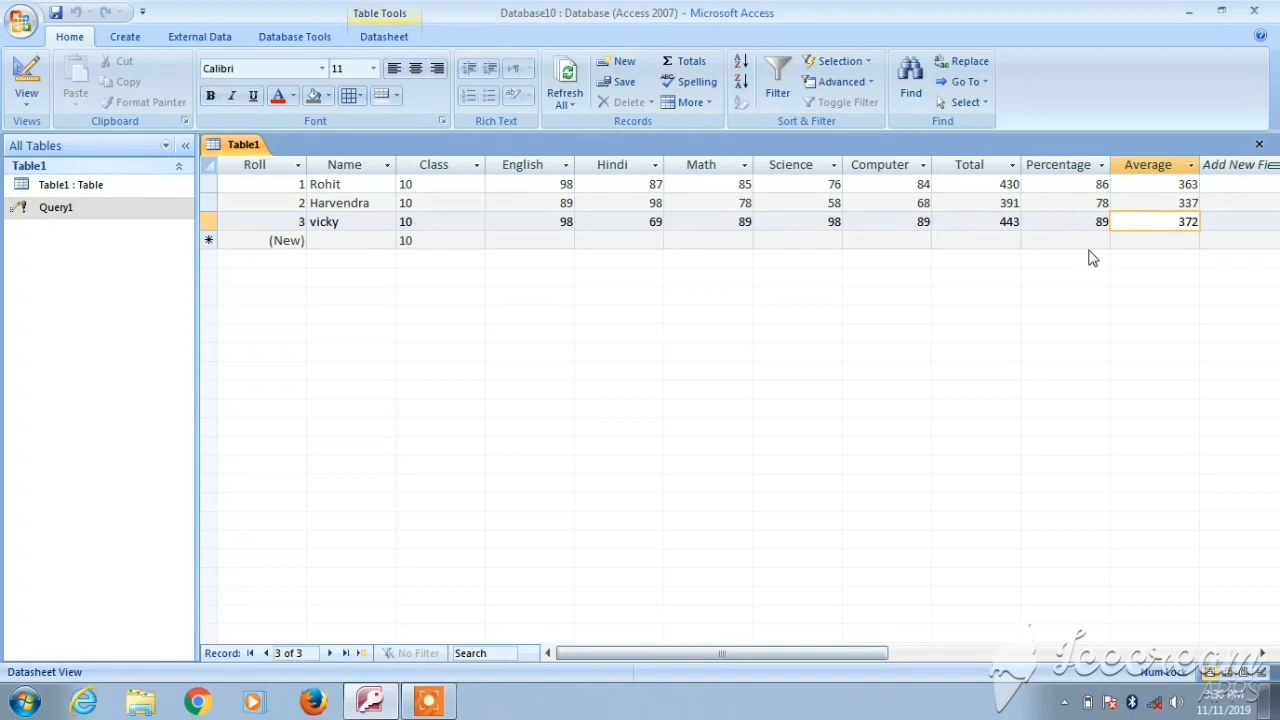 Table Tools
Database10 : Database (Access 2007) - Microsoft Access
Home Create External Data Database Tools Datasheet
View
Views
Paste
Cut
Copy
Format Painter
Clipboard
Calibri 11
B I U A
Font
Rich Text
Refresh
All
New
Save
Delete
Totals
Spelling
More
Records
Filter
Selection
Advanced
Toggle Filter
Sort & Filter
Find
Replace
Go To
Select
Find
All Tables
Table1
Table1 : Table
Query1
Table1
Roll Name Class English Hindi Math Science Computer Total Percentage Average Add New Fi
1 Rohit 10 98 87 85 76 84 430 86 363
2 Harvendra 10 89 98 78 58 68 391 78 337
3 vicky 10 98 69 89 98 89 443 89 372
(New) 10
Record: 3 of 3 No Filter Search
Datasheet View
Num Lock
APPS
11/11/2019